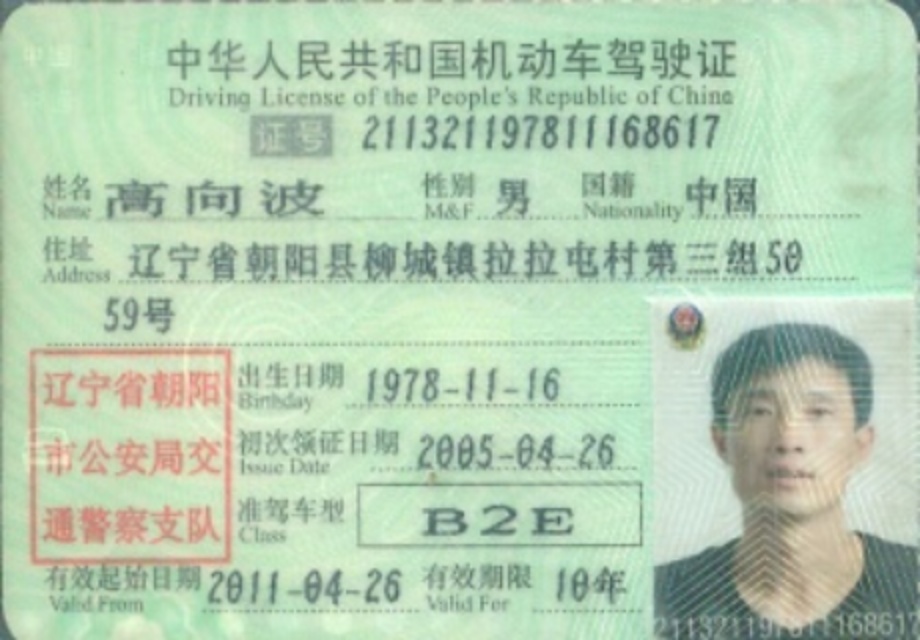 中华人民共和国机动车驾驶证
Driving License of the People's Republic of China
证号 211321197811168617
姓名 Name 高向波 性别 M&F 男 国籍 Nationality 中国
住址 Address 辽宁省朝阳县柳城镇拉拉屯村第三组50
59号
辽宁省朝阳
市公安局交
通警察支队
出生日期 Birthday 1978-11-16
初次领证日期 Issue Date 2005-04-26
准驾车型 Class B2E
有效起始日期 Valid From 2011-04-26 有效期限 Valid For 10年
211321197811168617